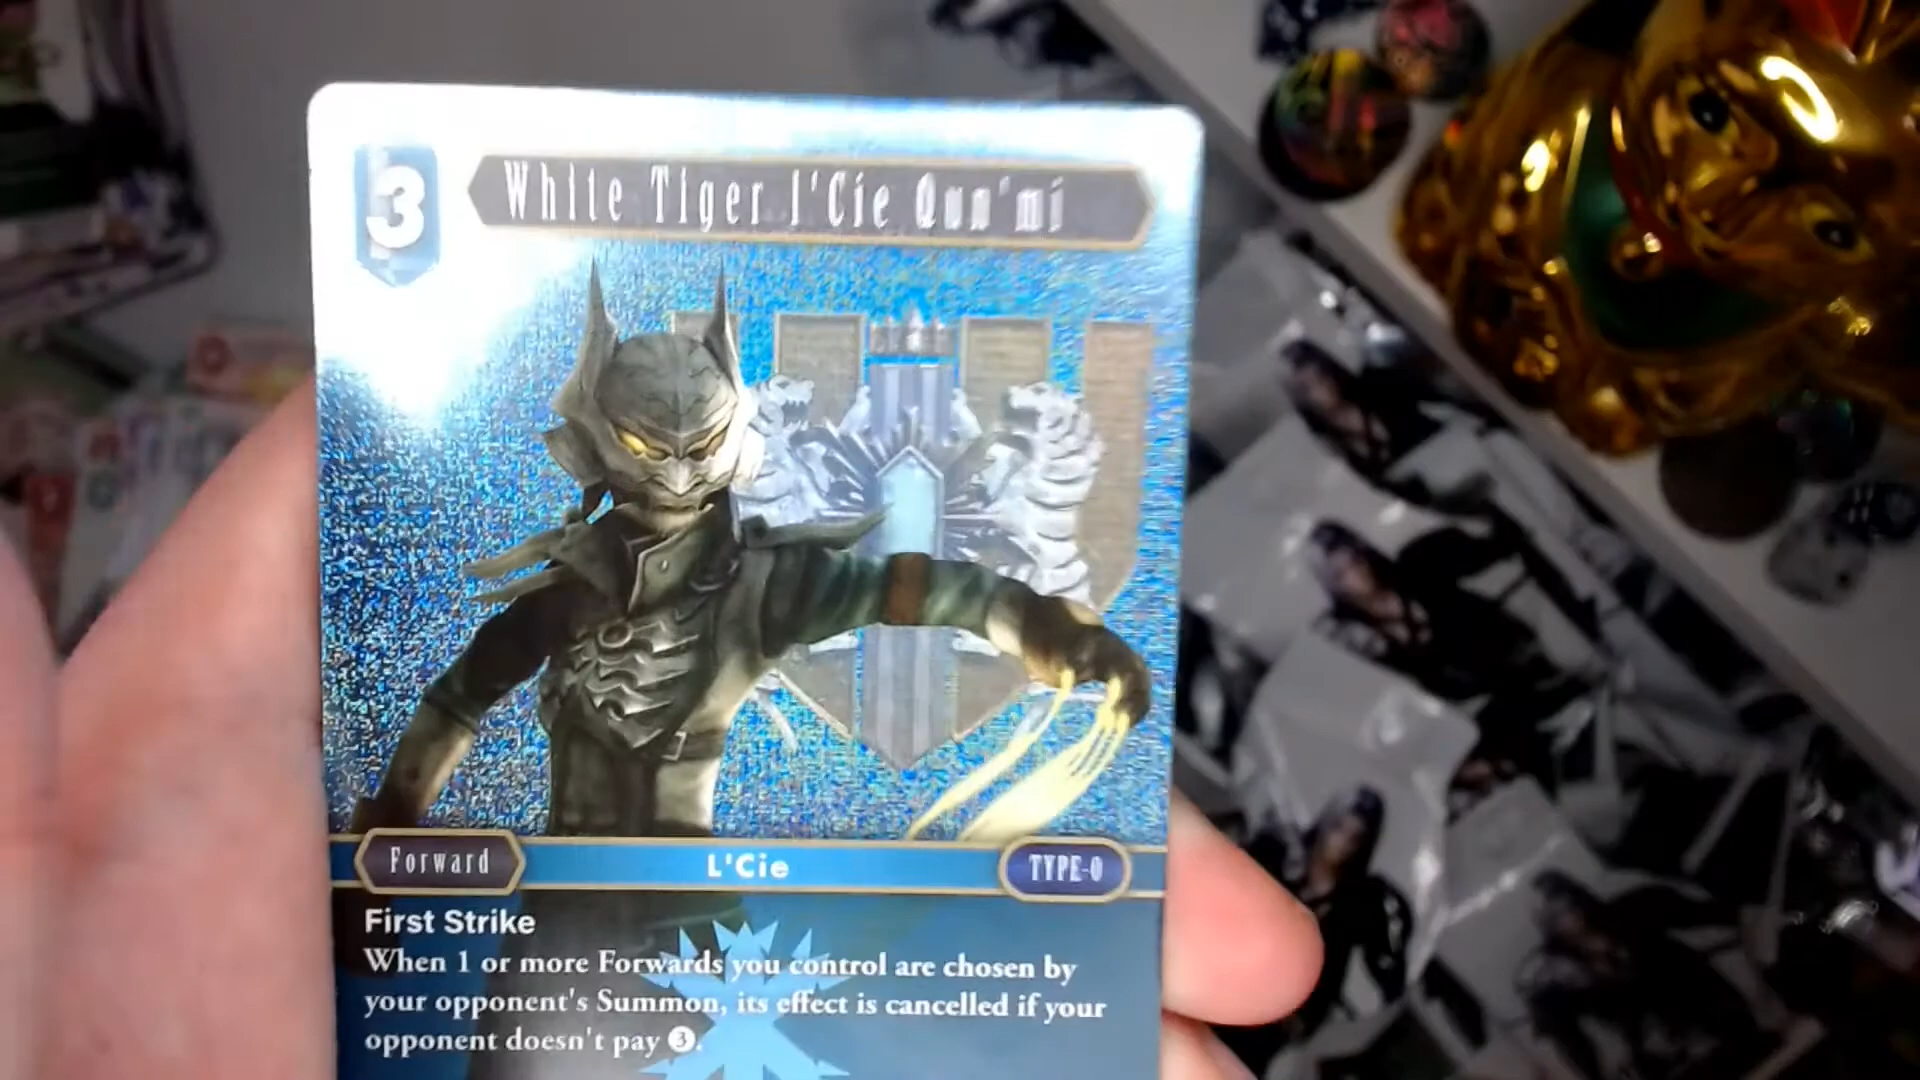 3
White Tiger l'Cie Qun'mi
Forward
L'Cie
TYPE-0
First Strike
When 1 or more Forwards you control are chosen by
your opponent's Summon, its effect is cancelled if your
opponent doesn't pay 3.